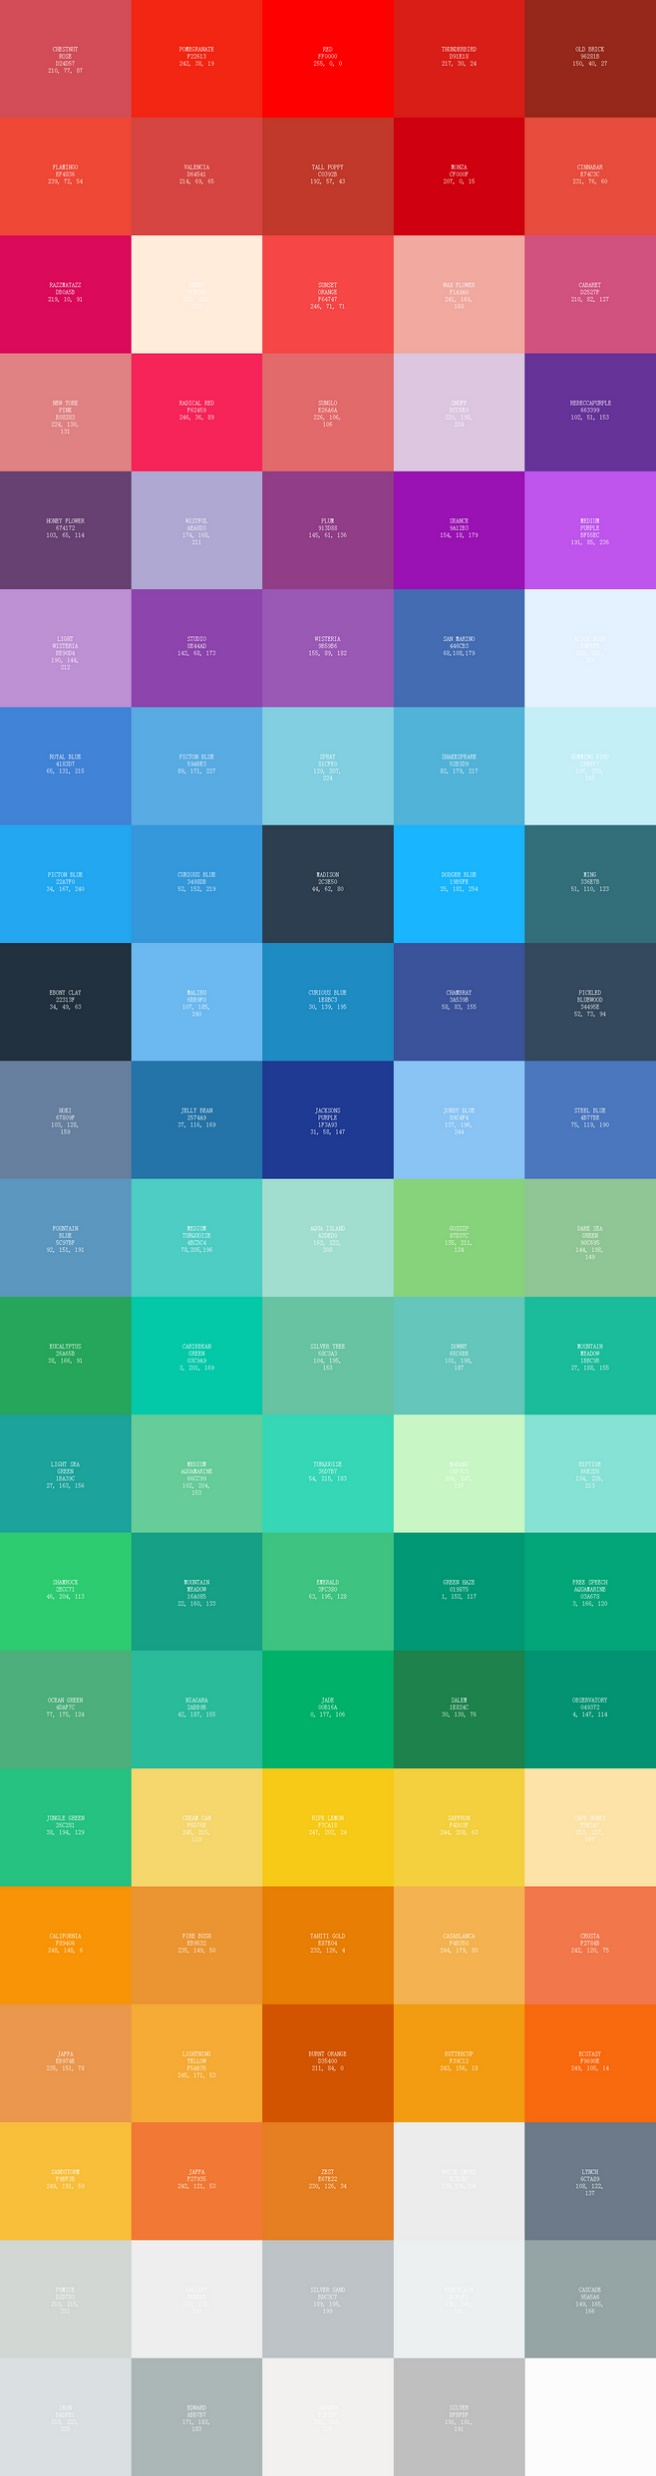 CHESTNUT
ROSE
D24D57
210, 77, 87
POMEGRANATE
F22613
242, 38, 19
RED
FF0000
255, 0, 0
THUNDERBIRD
D91E18
217, 30, 24
OLD BRICK
96281B
150, 40, 27
FLAMINGO
EF4836
239, 72, 54
VALENCIA
D64541
214, 69, 65
TALL POPPY
C0392B
192, 57, 43
MONZA
CF000F
207, 0, 15
CINNABAR
E74C3C
231, 76, 60
RAZZMATAZZ
DB0A5B
219, 10, 91
SUNSET
ORANGE
F64747
246, 71, 71
WAX FLOWER
F1A9A0
241, 169,
160
CABARET
D2527F
210, 82, 127
NEW YORK
PINK
E08283
224, 130,
131
RADICAL RED
F62459
246, 36, 89
SUNGLO
E26A6A
226, 106,
106
SNUFF
REBECCAPURPLE
663399
102, 51, 153
HONEY FLOWER
674172
103, 65, 114
WISTFUL
AEA8D3
174, 168,
211
PLUM
913D88
145, 61, 136
SEANCE
9A12B3
154, 18, 179
MEDIUM
PURPLE
BF55EC
191, 85, 236
LIGHT
WISTERIA
BE90D4
190, 144,
212
STUDIO
8E44AD
142, 68, 173
WISTERIA
9B59B6
155, 89, 182
SAN MARINO
446CB3
68,108,179
ROYAL BLUE
4183D7
65, 131, 215
PICTON BLUE
59ABE3
89, 171, 227
SPRAY
81CFE0
129, 207,
224
SHAKESPEARE
52B3D9
82, 179, 217
PICTON BLUE
22A7F0
34, 167, 240
CURIOUS BLUE
3498DB
52, 152, 219
MADISON
2C3E50
44, 62, 80
DODGER BLUE
19B5FE
25, 181, 254
MING
336E7B
51, 110, 123
EBONY CLAY
22313F
34, 49, 63
MALIBU
6BB9F0
107, 185,
240
CURIOUS BLUE
1E8BC3
30, 139, 195
CHAMBRAY
3A539B
58, 83, 155
PICKLED
BLUEWOOD
34495E
52, 73, 94
HOKI
67809F
103, 128,
159
JELLY BEAN
2574A9
37, 116, 169
JACKSONS
PURPLE
1F3A93
31, 58, 147
JORDY BLUE
89C4F4
137, 196,
244
STEEL BLUE
4B77BE
75, 119, 190
FOUNTAIN
BLUE
5C97BF
92, 151, 191
MEDIUM
TURQUOISE
4ECDC4
78,205,196
AQUA ISLAND
A2DED0
162, 222,
208
GOSSIP
87D37C
135, 211,
124
DARK SEA
GREEN
90C695
144, 198,
149
EUCALYPTUS
26A65B
38, 166, 91
CARIBBEAN
GREEN
03C9A9
3, 201, 169
SILVER TREE
68C3A3
104, 195,
163
DOWNY
65C6BB
101, 198,
187
MOUNTAIN
MEADOW
1BBC9B
27, 188, 155
LIGHT SEA
GREEN
1BA39C
27, 163, 156
MEDIUM
AQUAMARINE
66CC99
102, 204,
153
TURQUOISE
36D7B7
54, 215, 183
RIPTIDE
86E2D5
134, 226,
213
SHAMROCK
2ECC71
46, 204, 113
MOUNTAIN
MEADOW
16A085
22, 160, 133
EMERALD
3FC380
63, 195, 128
GREEN HAZE
019875
1, 152, 117
FREE SPEECH
AQUAMARINE
03A678
3, 166, 120
OCEAN GREEN
4DAF7C
77, 175, 124
NIAGARA
2ABB9B
42, 187, 155
JADE
00B16A
0, 177, 106
SALEM
1E824C
30, 130, 76
OBSERVATORY
049372
4, 147, 114
JUNGLE GREEN
26C281
38, 194, 129
CREAM CAN
RIPE LEMON
F7CA18
247, 202, 24
SAFFRON
F4D03F
244, 208, 63
CALIFORNIA
F89406
248, 148, 6
FIRE BUSH
EB9532
235, 149, 50
TAHITI GOLD
E87E04
232, 126, 4
CASABLANCA
F4B350
244, 179, 80
CRUSTA
F2784B
242, 120, 75
JAFFA
EB974E
235, 151, 78
LIGHTNING
YELLOW
F5AB35
245, 171, 53
BURNT ORANGE
D35400
211, 84, 0
BUTTERCUP
F39C12
243, 156, 18
ECSTASY
F9690E
249, 105, 14
SANDSTORM
F9BF3B
249, 191, 59
JAFFA
F27935
242, 121, 53
ZEST
E67E22
230, 126, 34
LYNCH
6C7A89
108, 122,
137
PUMICE
SILVER SAND
BDC3C7
189, 195,
199
CASCADE
95A5A6
149, 165,
166
IRON
EDWARD
ABB7B7
171, 183,
183
SILVER
BFBFBF
191, 191,
191